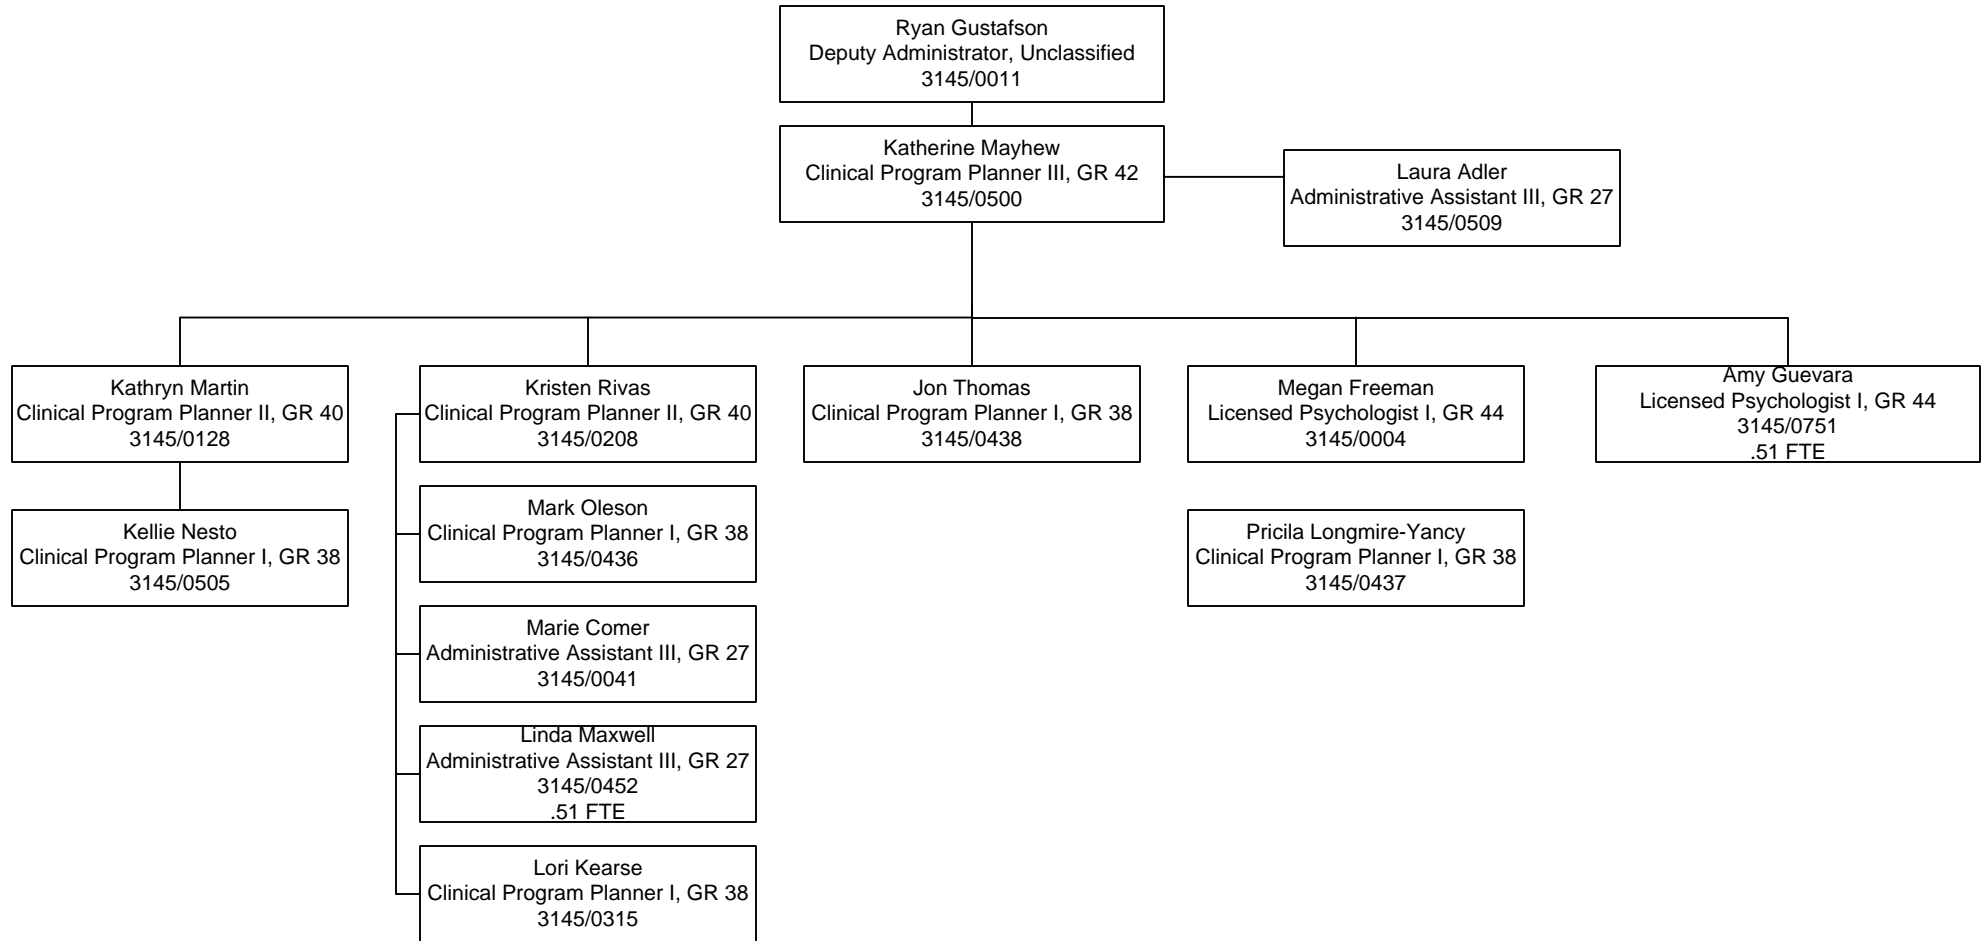 Ryan Gustafson
Deputy Administrator, Unclassified
3145/0011
Katherine Mayhew
Clinical Program Planner III, GR 42
3145/0500
Laura Adler
Administrative Assistant III, GR 27
3145/0509
Kathryn Martin
Clinical Program Planner II, GR 40
3145/0128
Kristen Rivas
Clinical Program Planner II, GR 40
3145/0208
Jon Thomas
Clinical Program Planner I, GR 38
3145/0438
Megan Freeman
Licensed Psychologist I, GR 44
3145/0004
Amy Guevara
Licensed Psychologist I, GR 44
3145/0751
.51 FTE
Kellie Nesto
Clinical Program Planner I, GR 38
3145/0505
Mark Oleson
Clinical Program Planner I, GR 38
3145/0436
Pricila Longmire-Yancy
Clinical Program Planner I, GR 38
3145/0437
Marie Comer
Administrative Assistant III, GR 27
3145/0041
Linda Maxwell
Administrative Assistant III, GR 27
3145/0452
.51 FTE
Lori Kearse
Clinical Program Planner I, GR 38
3145/0315